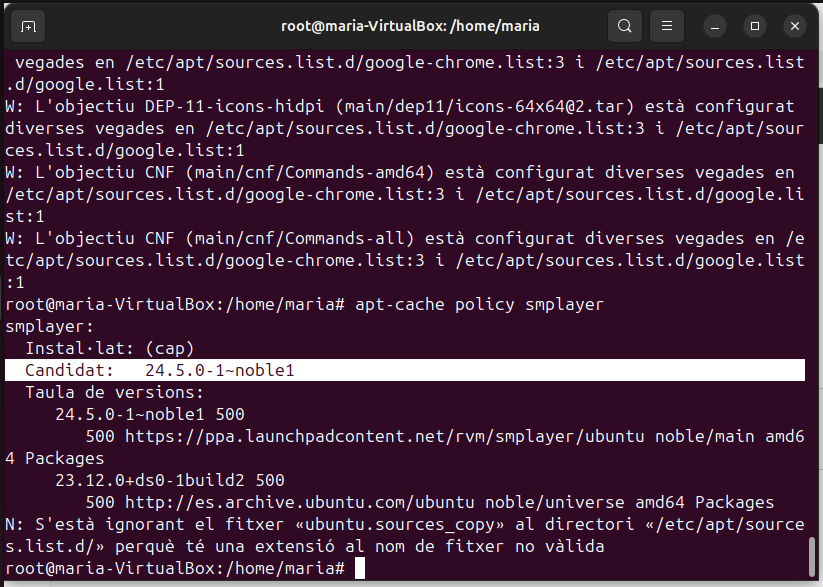 root@maria-VirtualBox: /home/maria
 vegades en /etc/apt/sources.list.d/google-chrome.list:3 i /etc/apt/sources.list
.d/google.list:1
W: L'objectiu DEP-11-icons-hidpi (main/dep11/icons-64x64@2.tar) està configurat
diverses vegades en /etc/apt/sources.list.d/google-chrome.list:3 i /etc/apt/sour
ces.list.d/google.list:1
W: L'objectiu CNF (main/cnf/Commands-amd64) està configurat diverses vegades en
/etc/apt/sources.list.d/google-chrome.list:3 i /etc/apt/sources.list.d/google.li
st:1
W: L'objectiu CNF (main/cnf/Commands-all) està configurat diverses vegades en /e
tc/apt/sources.list.d/google-chrome.list:3 i /etc/apt/sources.list.d/google.list
:1
root@maria-VirtualBox:/home/maria# apt-cache policy smplayer
smplayer:
  Instal·lat: (cap)
  Candidat:   24.5.0-1~noble1
  Taula de versions:
     24.5.0-1~noble1 500
        500 https://ppa.launchpadcontent.net/rvm/smplayer/ubuntu noble/main amd6
4 Packages
     23.12.0+ds0-1build2 500
        500 http://es.archive.ubuntu.com/ubuntu noble/universe amd64 Packages
N: S'està ignorant el fitxer «ubuntu.sources_copy» al directori «/etc/apt/source
s.list.d/» perquè té una extensió al nom de fitxer no vàlida
root@maria-VirtualBox:/home/maria#